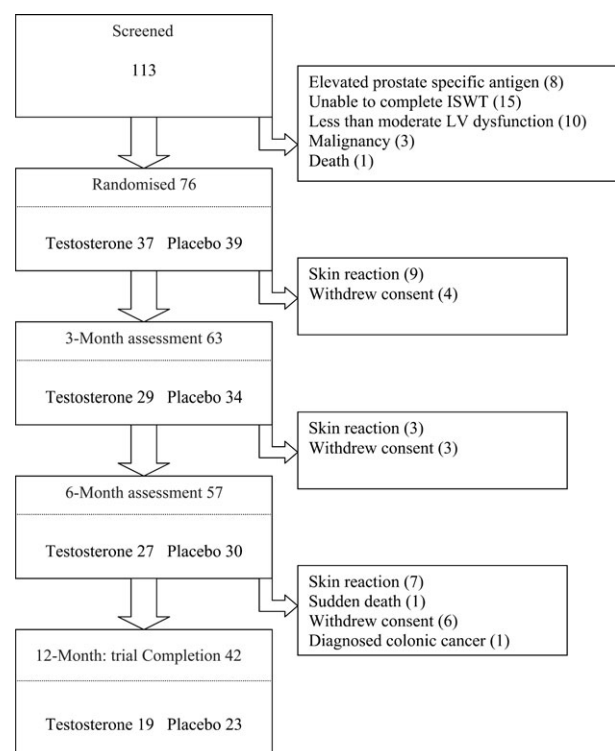 Screened
113
Elevated prostate specific antigen (8)
Unable to complete ISWT (15)
Less than moderate LV dysfunction (10)
Malignancy (3)
Death (1)
Randomised 76
Testosterone 37 Placebo 39
Skin reaction (9)
Withdrew consent (4)
3-Month assessment 63
Testosterone 29 Placebo 34
Skin reaction (3)
Withdrew consent (3)
6-Month assessment 57
Testosterone 27 Placebo 30
Skin reaction (7)
Sudden death (1)
Withdrew consent (6)
Diagnosed colonic cancer (1)
12-Month: trial Completion 42
Testosterone 19 Placebo 23